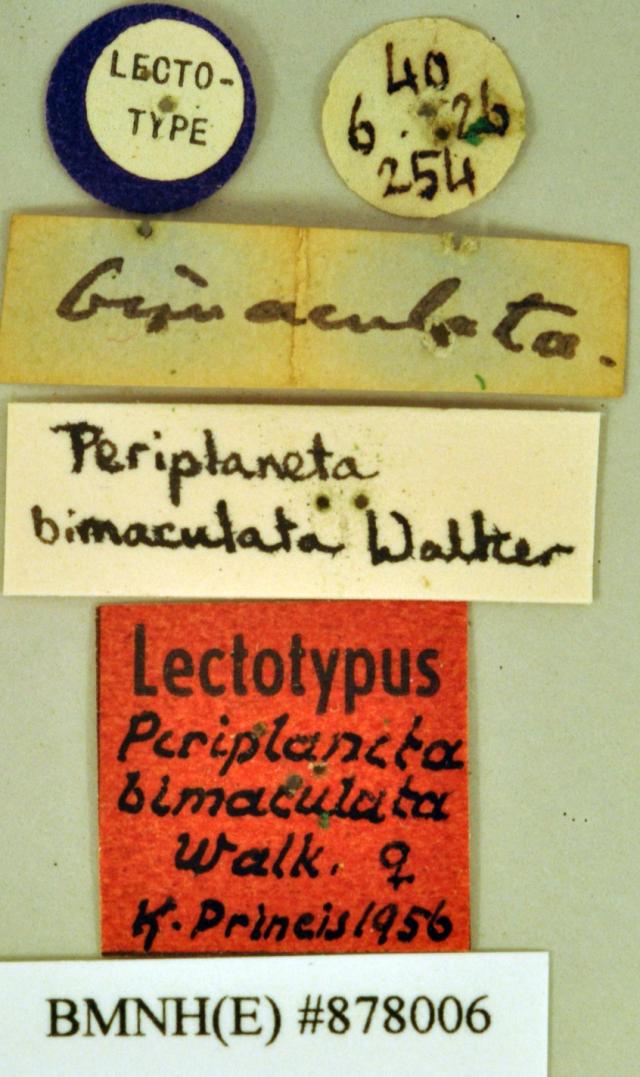 LECTO-
TYPE
40
6 . 26
254
bimaculata.
Periplaneta
bimaculata Walker
Lectotypus
Periplaneta
bimaculata
Walk. ♀
K. Princis 1956
BMNH(E) #878006